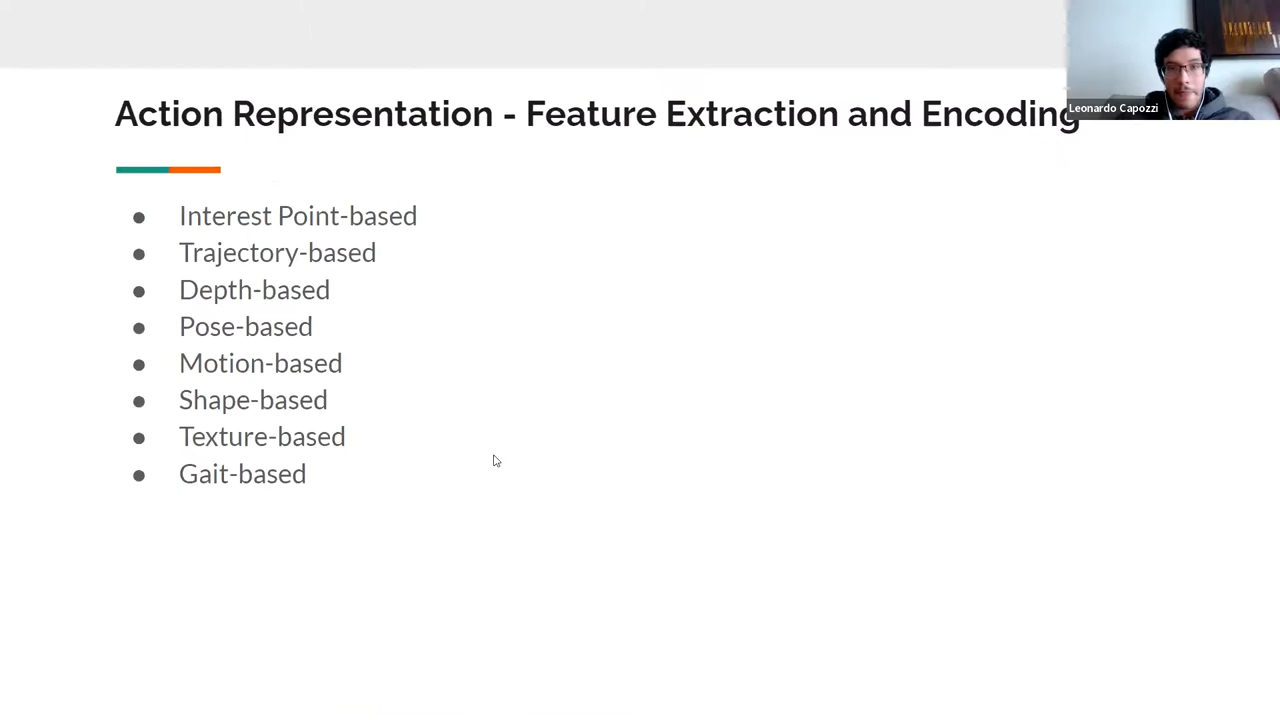 Action Representation - Feature Extraction and Encoding
Leonardo Capozzi
● Interest Point-based
● Trajectory-based
● Depth-based
● Pose-based
● Motion-based
● Shape-based
● Texture-based
● Gait-based